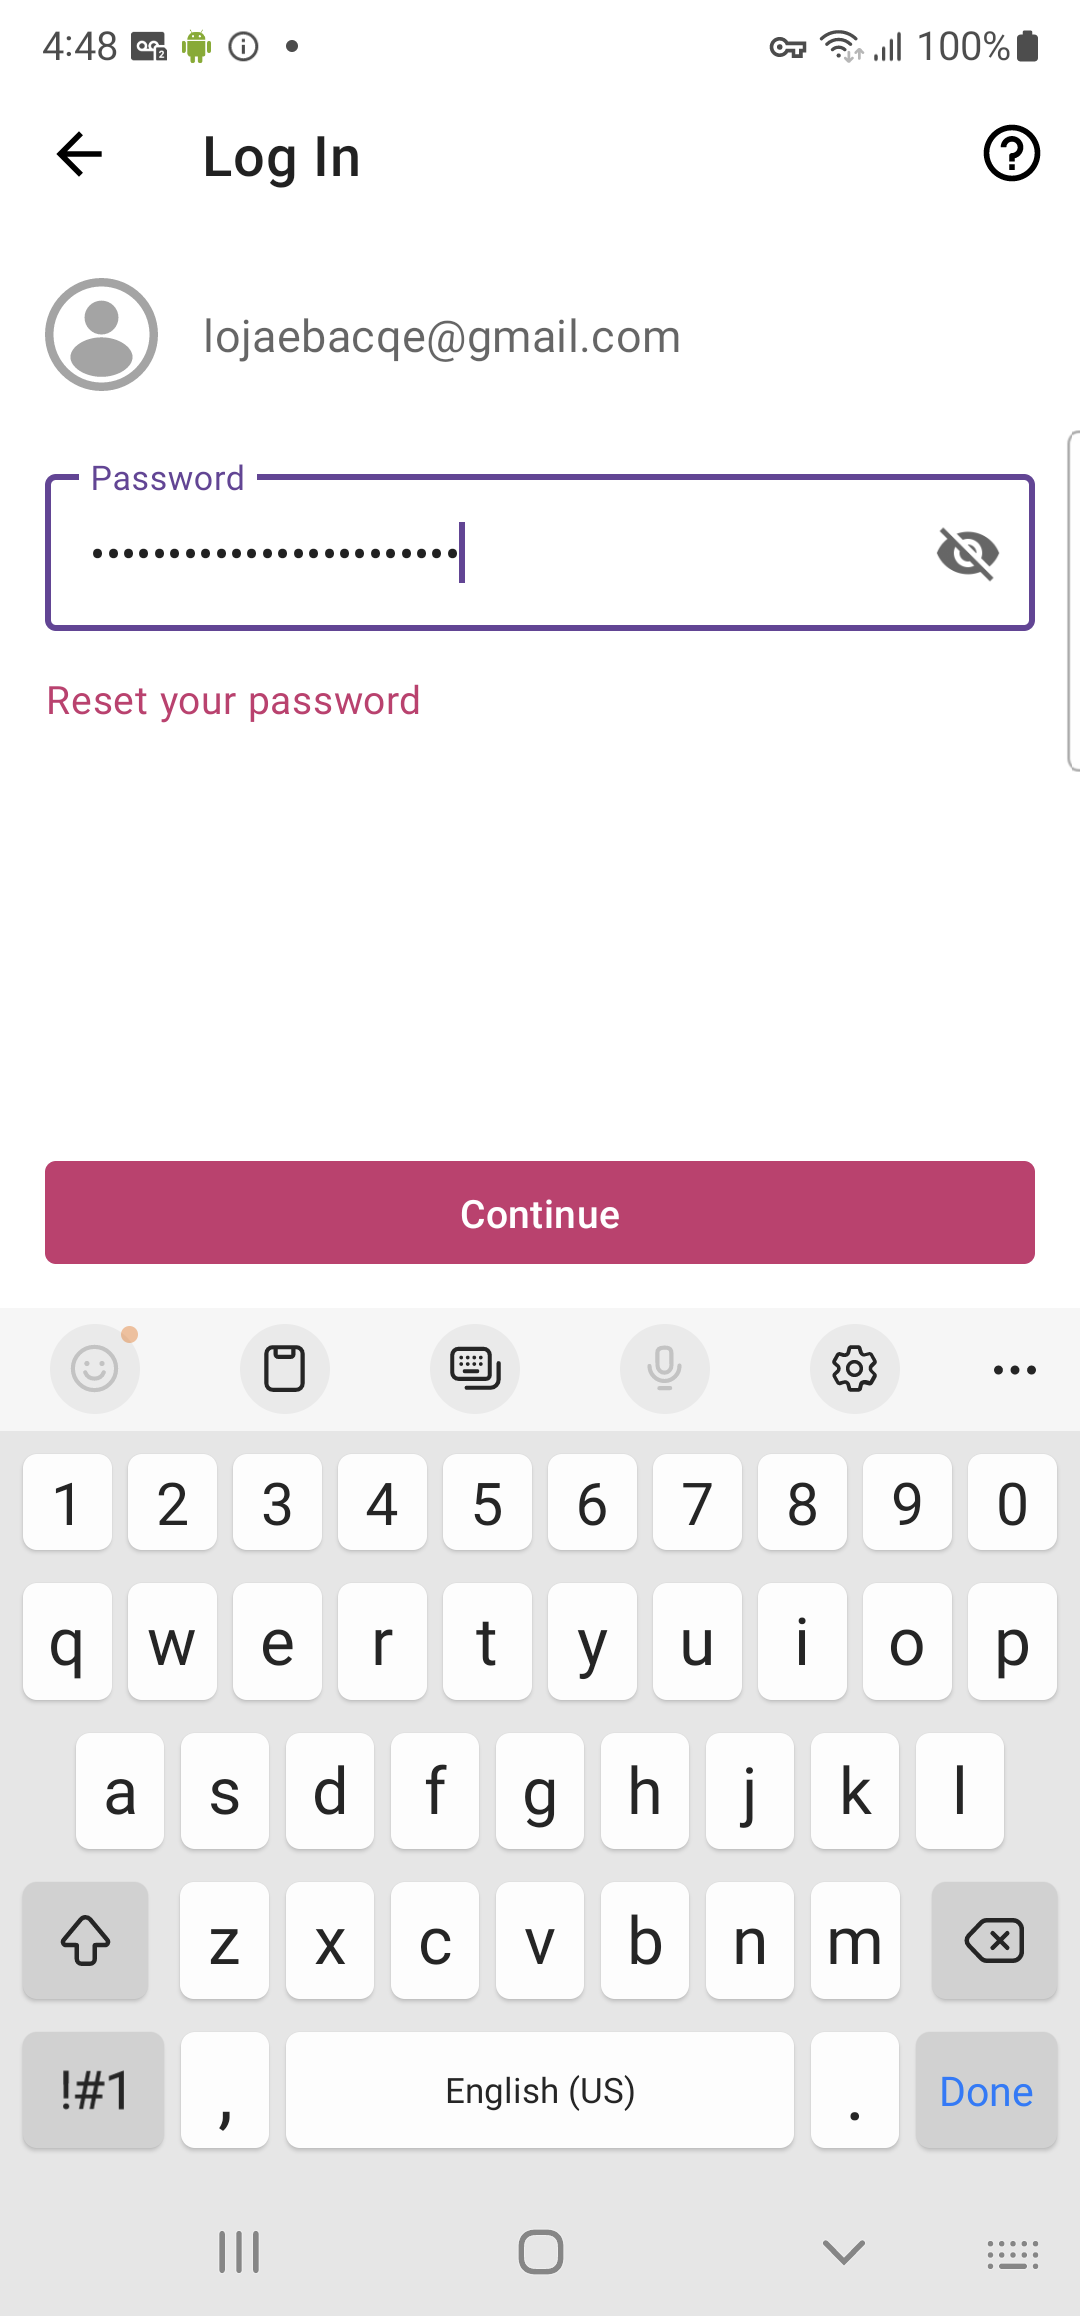 4:48 100%
Log In
lojaebacqe@gmail.com
Password
••••••••••••••••••••••••
Reset your password
Continue
1 2 3 4 5 6 7 8 9 0
q w e r t y u i o p
a s d f g h j k l
z x c v b n m
!#1 , English (US) . Done